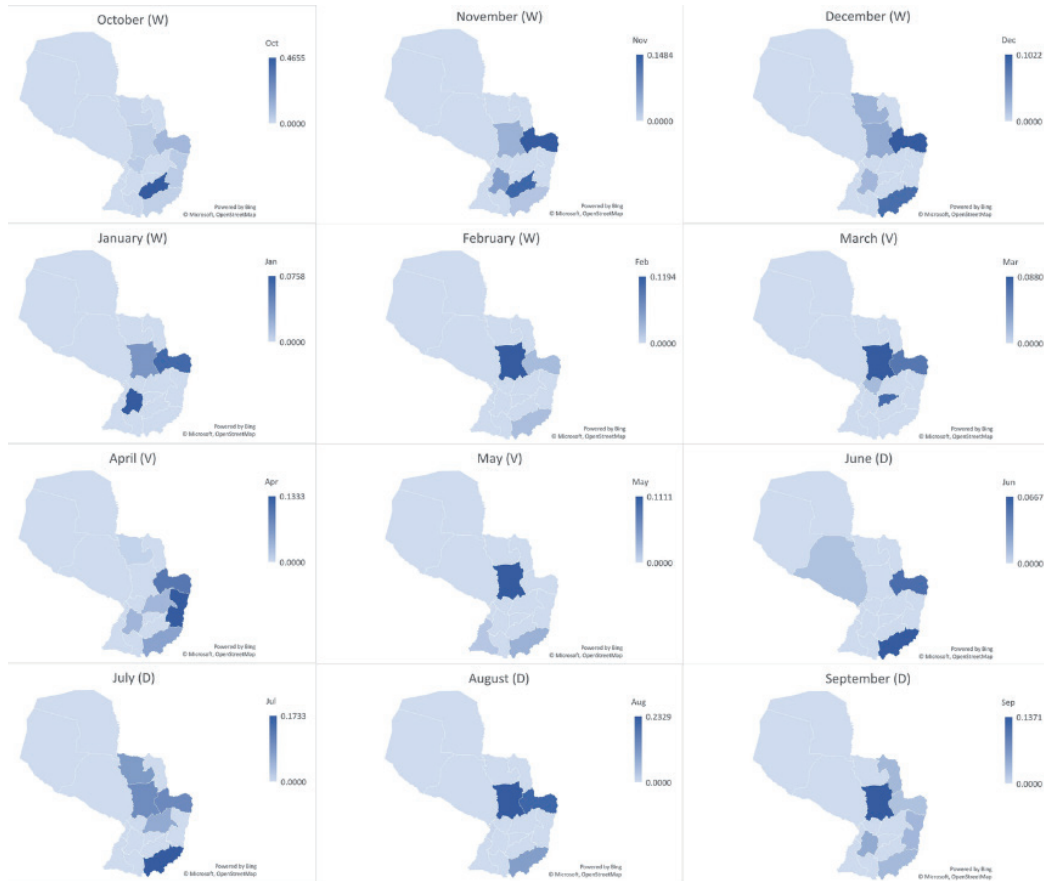 October (W)
Oct
0.4655
0.0000
Powered by Bing
© Microsoft, OpenStreetMap
November (W)
Nov
0.1484
0.0000
Powered by Bing
© Microsoft, OpenStreetMap
December (W)
Dec
0.1022
0.0000
Powered by Bing
© Microsoft, OpenStreetMap
January (W)
Jan
0.0758
0.0000
Powered by Bing
© Microsoft, OpenStreetMap
February (W)
Feb
0.1194
0.0000
Powered by Bing
© Microsoft, OpenStreetMap
March (V)
Mar
0.0880
0.0000
Powered by Bing
© Microsoft, OpenStreetMap
April (V)
Apr
0.1333
0.0000
Powered by Bing
© Microsoft, OpenStreetMap
May (V)
May
0.1111
0.0000
Powered by Bing
© Microsoft, OpenStreetMap
June (D)
Jun
0.0667
0.0000
Powered by Bing
© Microsoft, OpenStreetMap
July (D)
Jul
0.1733
0.0000
Powered by Bing
© Microsoft, OpenStreetMap
August (D)
Aug
0.2329
0.0000
Powered by Bing
© Microsoft, OpenStreetMap
September (D)
Sep
0.1371
0.0000
Powered by Bing
© Microsoft, OpenStreetMap